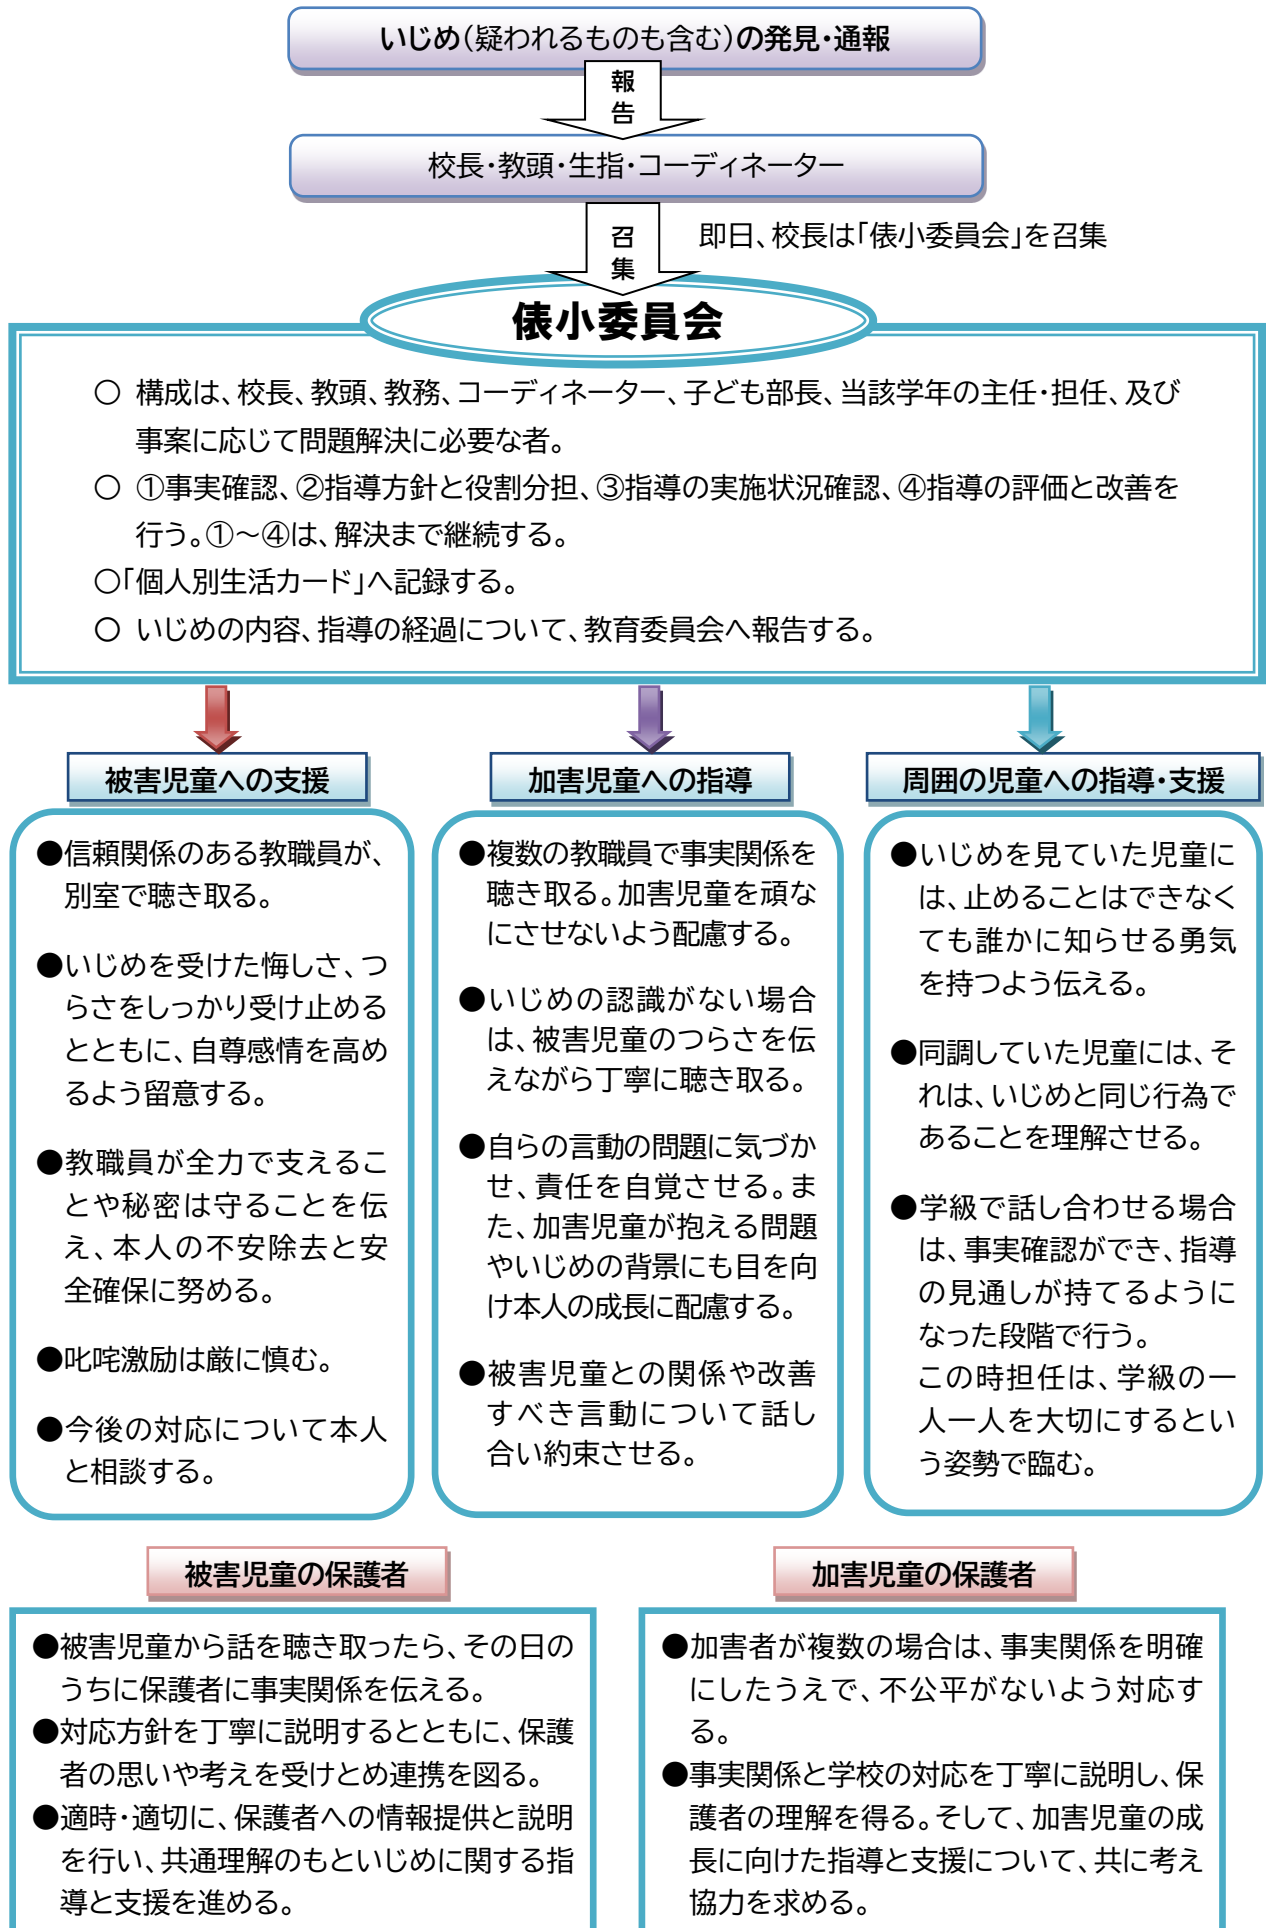 いじめ(疑われるものも含む)の発見・通報
報
告
校長・教頭・生指・コーディネーター
召
集
即日、校長は「俵小委員会」を召集
俵小委員会
○ 構成は、校長、教頭、教務、コーディネーター、子ども部長、当該学年の主任・担任、及び
事案に応じて問題解決に必要な者。
○ ①事実確認、②指導方針と役割分担、③指導の実施状況確認、④指導の評価と改善を
行う。①～④は、解決まで継続する。
○「個人別生活カード」へ記録する。
○ いじめの内容、指導の経過について、教育委員会へ報告する。
被害児童への支援
●信頼関係のある教職員が、
別室で聴き取る。
●いじめを受けた悔しさ、つ
らさをしっかり受け止める
とともに、自尊感情を高め
るよう留意する。
●教職員が全力で支えるこ
とや秘密は守ることを伝
え、本人の不安除去と安
全確保に努める。
●叱咤激励は厳に慎む。
●今後の対応について本人
と相談する。
加害児童への指導
●複数の教職員で事実関係を
聴き取る。加害児童を頑な
にさせないよう配慮する。
●いじめの認識がない場合
は、被害児童のつらさを伝
えながら丁寧に聴き取る。
●自らの言動の問題に気づか
せ、責任を自覚させる。ま
た、加害児童が抱える問題
やいじめの背景にも目を向
け本人の成長に配慮する。
●被害児童との関係や改善
すべき言動について話し
合い約束させる。
周囲の児童への指導・支援
●いじめを見ていた児童に
は、止めることはできなく
ても誰かに知らせる勇気
を持つよう伝える。
●同調していた児童には、そ
れは、いじめと同じ行為で
あることを理解させる。
●学級で話し合わせる場合
は、事実確認ができ、指導
の見通しが持てるように
なった段階で行う。
この時担任は、学級の一
人一人を大切にするとい
う姿勢で臨む。
被害児童の保護者
●被害児童から話を聴き取ったら、その日の
うちに保護者に事実関係を伝える。
●対応方針を丁寧に説明するとともに、保護
者の思いや考えを受けとめ連携を図る。
●適時・適切に、保護者への情報提供と説明
を行い、共通理解のもといじめに関する指
導と支援を進める。
加害児童の保護者
●加害者が複数の場合は、事実関係を明確
にしたうえで、不公平がないよう対応す
る。
●事実関係と学校の対応を丁寧に説明し、保
護者の理解を得る。そして、加害児童の成
長に向けた指導と支援について、共に考え
協力を求める。